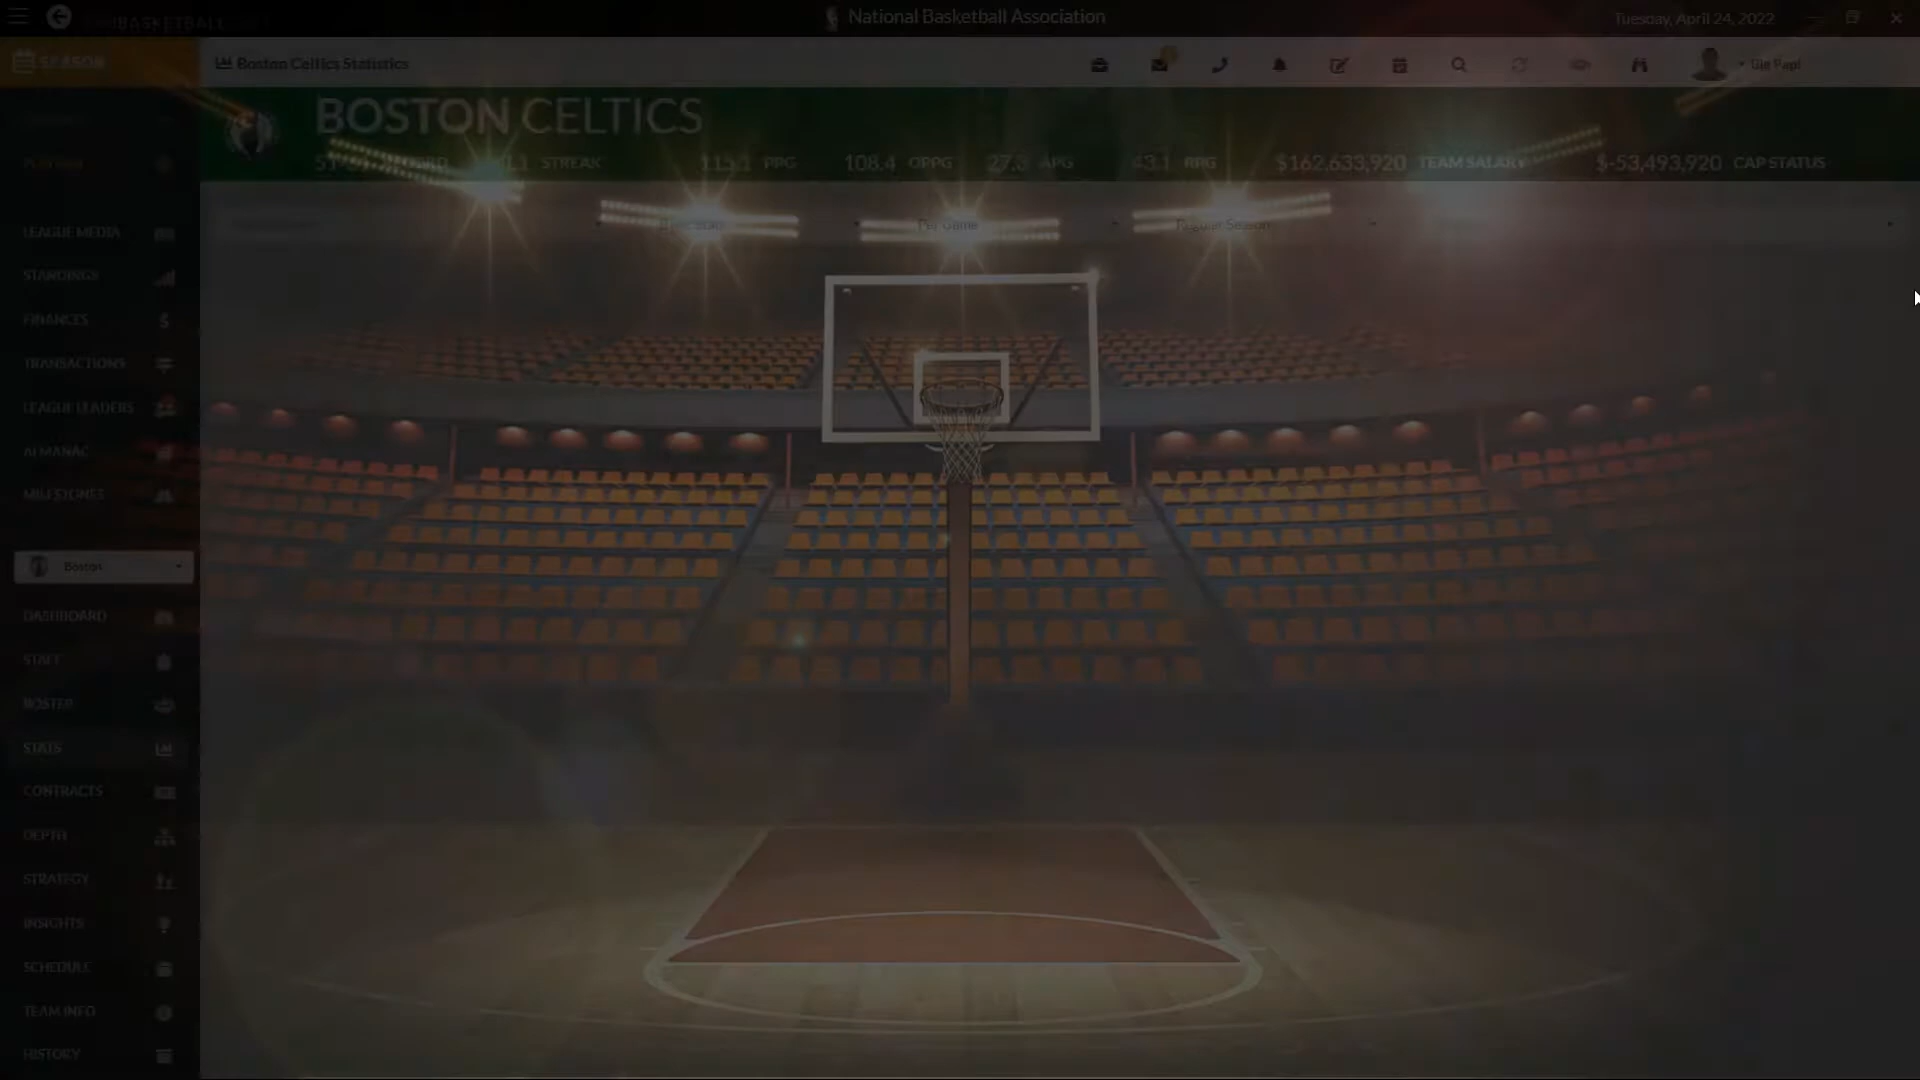 BASKETBALL
National Basketball Association
Tuesday, April 24, 2022
SEASON
Boston Celtics Statistics
BOSTON CELTICS
STREAK
115.1 PPG
108.4 OPPG
27.3 APG
43.1 RPG
$162,633,920 TEAM SALARY
$-53,493,920 CAP STATUS
Per Game
Regular Season
LEAGUE MEDIA
STANDINGS
FINANCES
TRANSACTIONS
LEAGUE LEADERS
ALMANAC
MILESTONES
Boston
DASHBOARD
STAFF
ROSTER
STATS
CONTRACTS
DEPTH
STRATEGY
INSIGHTS
SCHEDULE
TEAM INFO
HISTORY